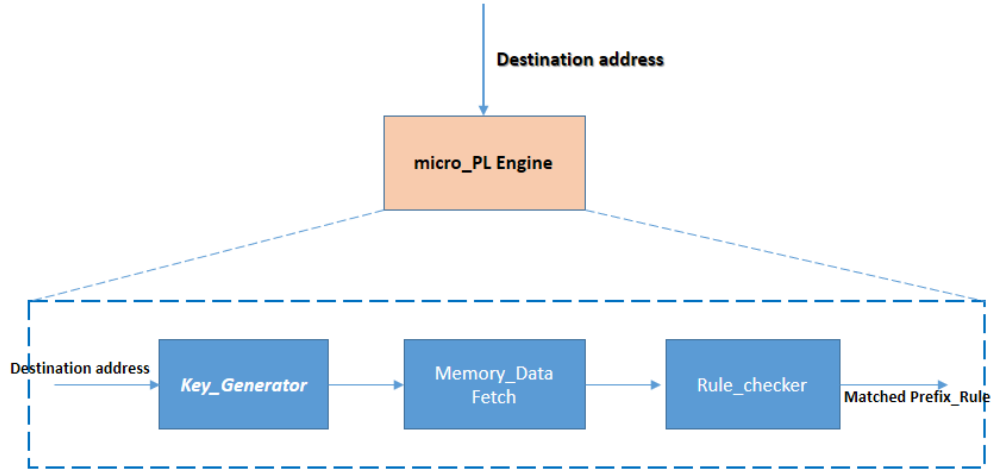 Destination address
micro_PL Engine
Destination address
Key_Generator
Memory_Data
Fetch
Rule_checker
Matched Prefix_Rule